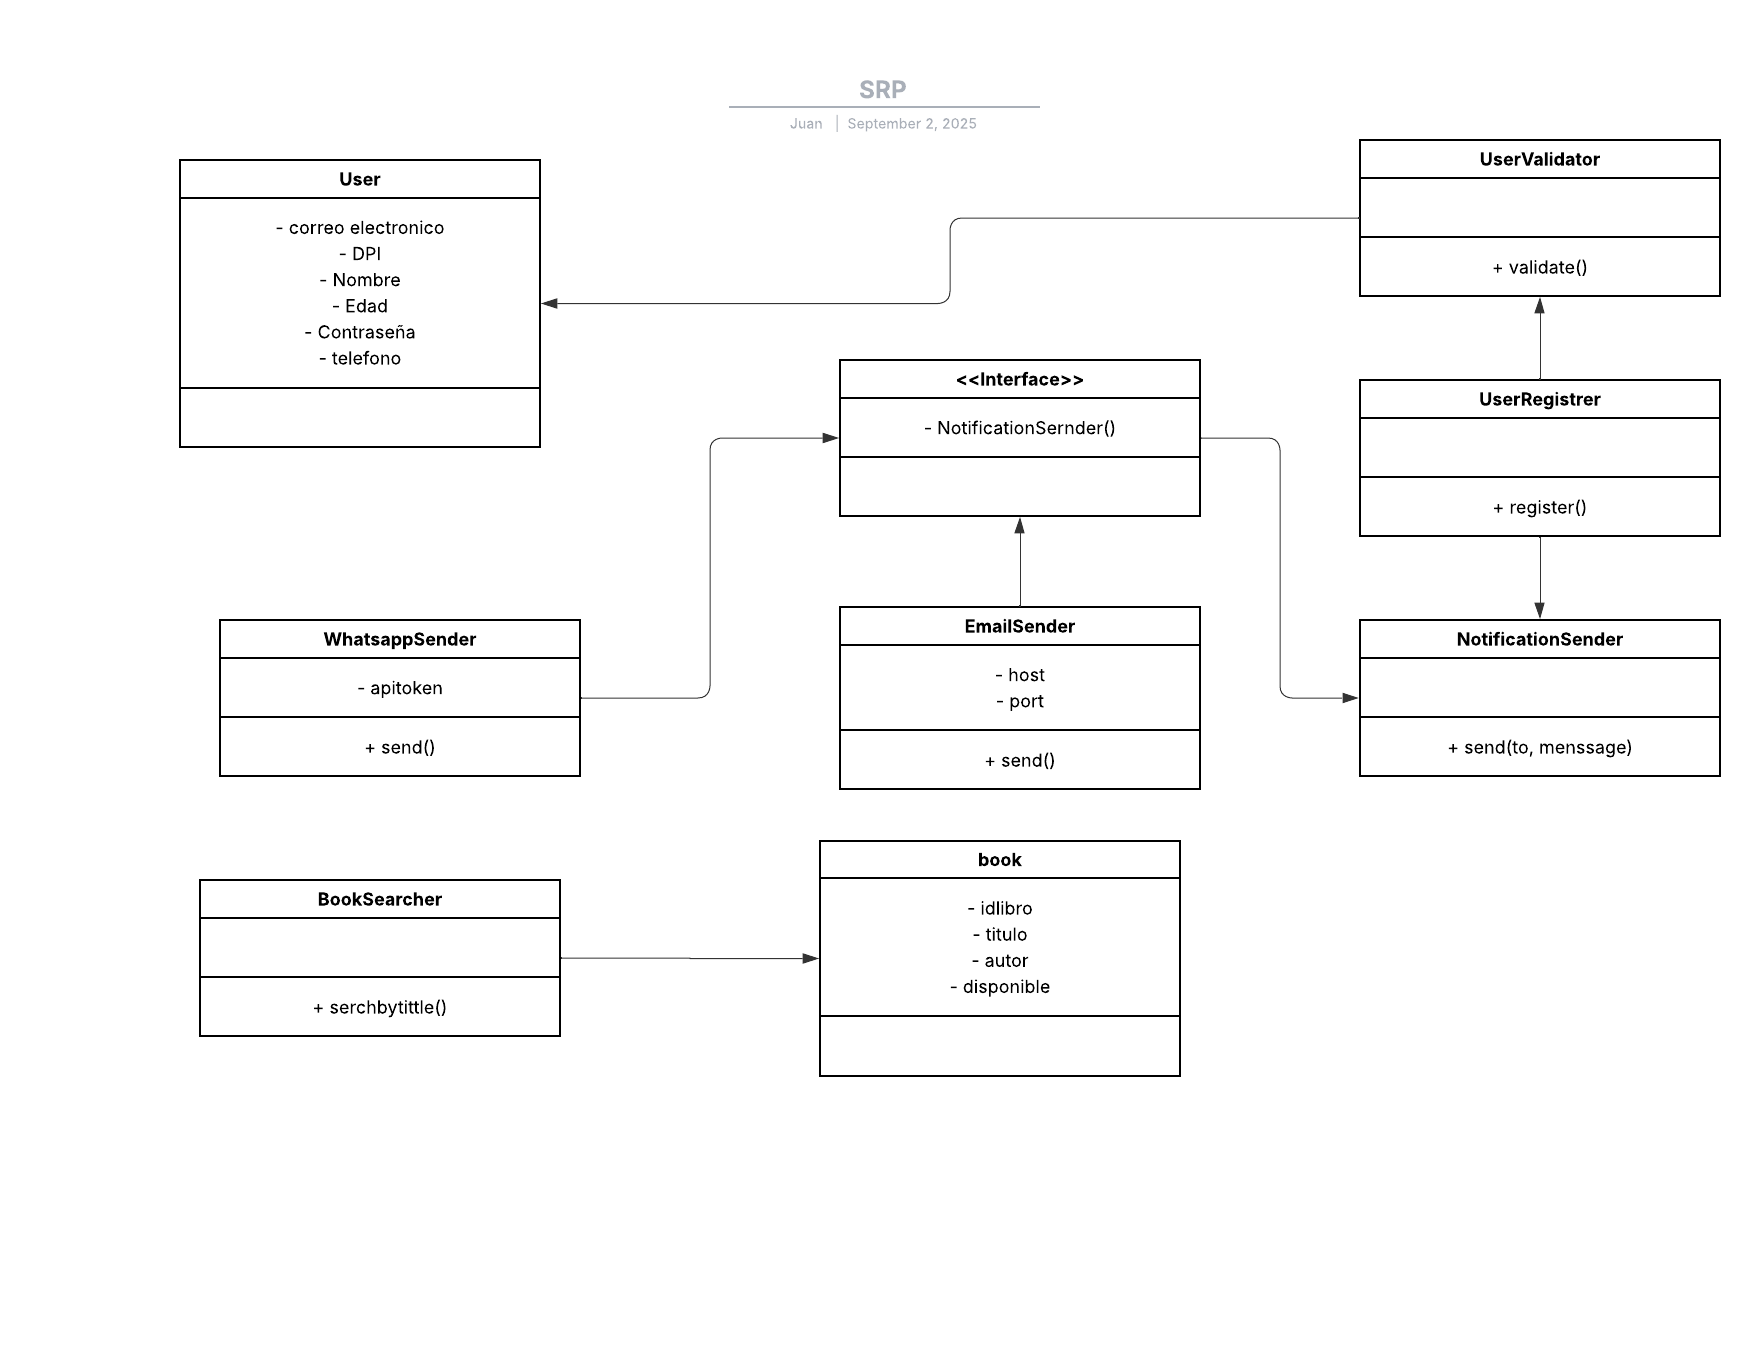 SRP
Juan | September 2, 2025
User
- correo electronico
- DPI
- Nombre
- Edad
- Contraseña
- telefono
UserValidator
+ validate()
<<Interface>>
- NotificationSernder()
UserRegistrer
+ register()
WhatsappSender
- apitoken
+ send()
EmailSender
- host
- port
+ send()
NotificationSender
+ send(to, menssage)
BookSearcher
+ serchbytittle()
book
- idlibro
- titulo
- autor
- disponible